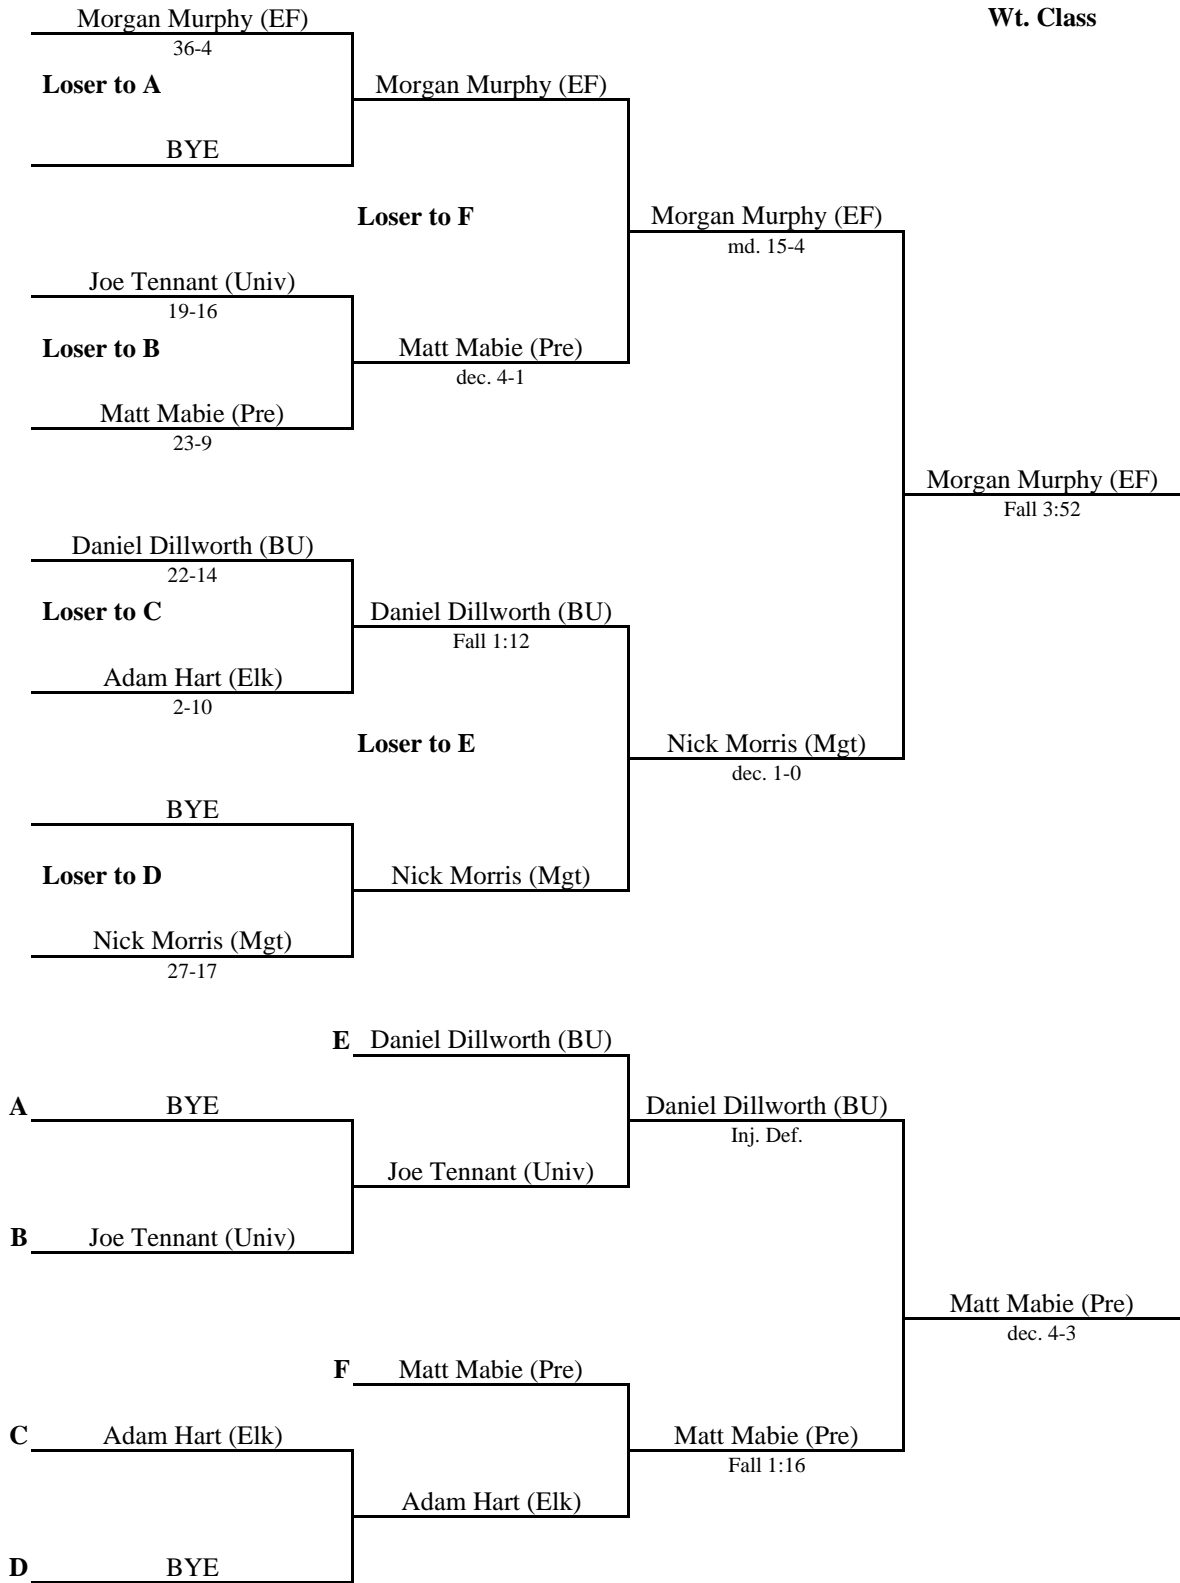 Morgan Murphy (EF)
Wt. Class
36-4
Loser to A
Morgan Murphy (EF)
BYE
Loser to F
Morgan Murphy (EF)
md. 15-4
Joe Tennant (Univ)
19-16
Loser to B
Matt Mabie (Pre)
dec. 4-1
Matt Mabie (Pre)
23-9
Morgan Murphy (EF)
Fall 3:52
Daniel Dillworth (BU)
22-14
Loser to C
Daniel Dillworth (BU)
Fall 1:12
Adam Hart (Elk)
2-10
Loser to E
Nick Morris (Mgt)
dec. 1-0
BYE
Loser to D
Nick Morris (Mgt)
Nick Morris (Mgt)
27-17
E Daniel Dillworth (BU)
A BYE
Daniel Dillworth (BU)
Inj. Def.
Joe Tennant (Univ)
B Joe Tennant (Univ)
Matt Mabie (Pre)
dec. 4-3
F Matt Mabie (Pre)
C Adam Hart (Elk)
Matt Mabie (Pre)
Fall 1:16
Adam Hart (Elk)
D BYE